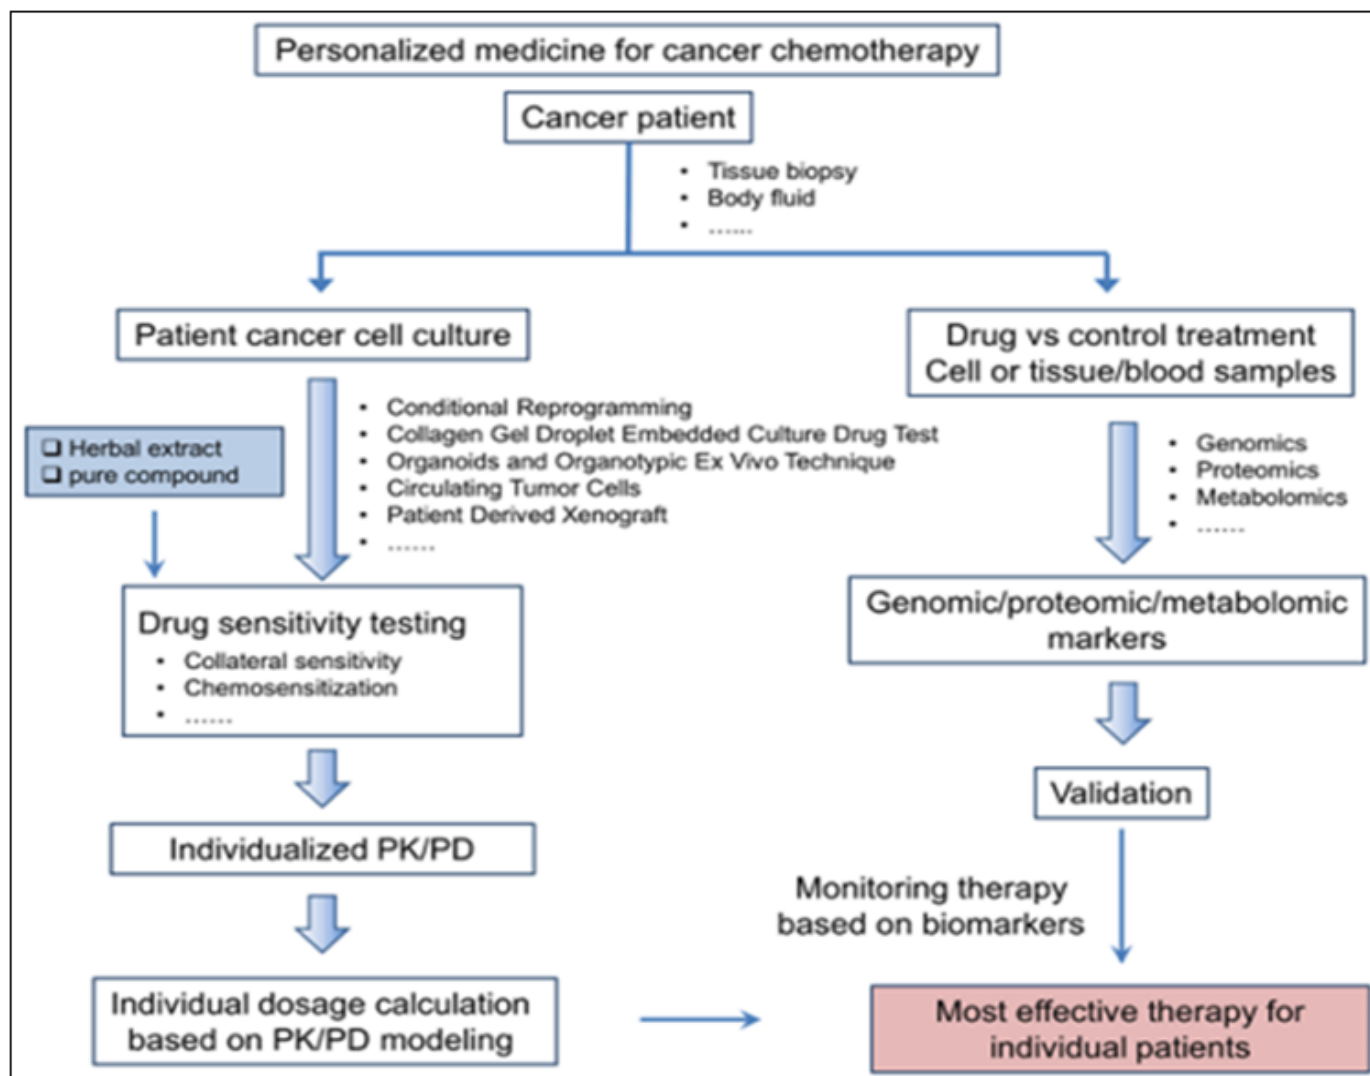 Personalized medicine for cancer chemotherapy
Cancer patient
• Tissue biopsy
• Body fluid
• ......
Patient cancer cell culture
Drug vs control treatment
Cell or tissue/blood samples
• Conditional Reprogramming
• Collagen Gel Droplet Embedded Culture Drug Test
• Organoids and Organotypic Ex Vivo Technique
• Circulating Tumor Cells
• Patient Derived Xenograft
• ......
❑ Herbal extract
❑ pure compound
• Genomics
• Proteomics
• Metabolomics
• ......
Drug sensitivity testing
• Collateral sensitivity
• Chemosensitization
• ......
Genomic/proteomic/metabolomic
markers
Individualized PK/PD
Validation
Monitoring therapy
based on biomarkers
Individual dosage calculation
based on PK/PD modeling
Most effective therapy for
individual patients